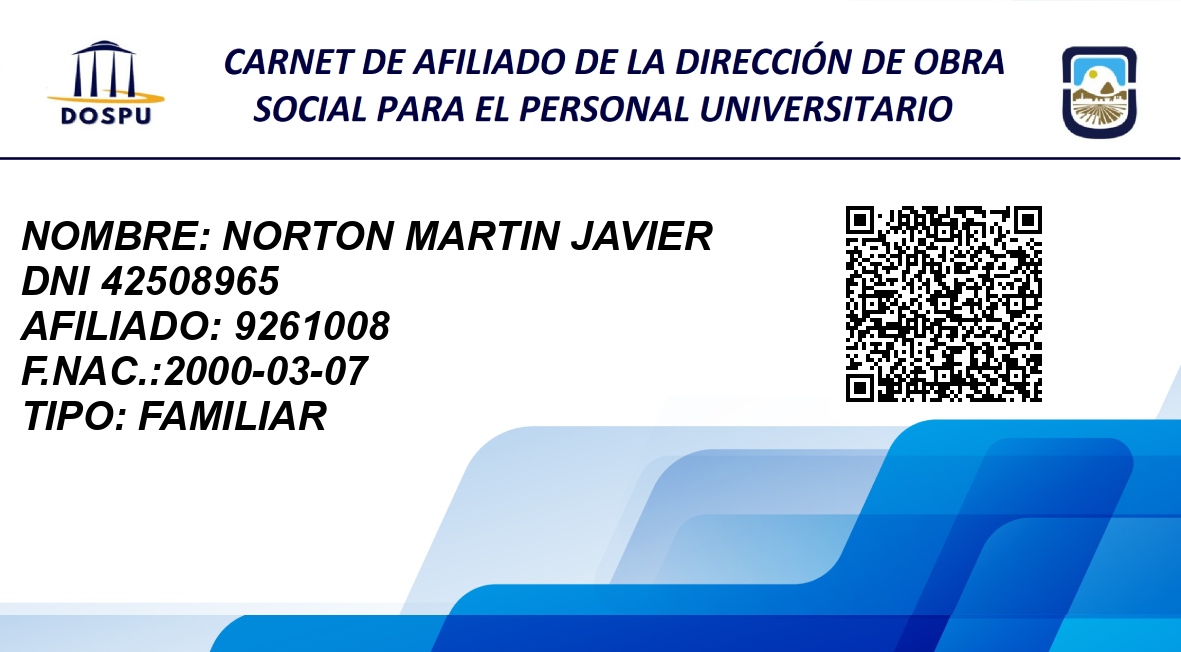 CARNET DE AFILIADO DE LA DIRECCIÓN DE OBRA
SOCIAL PARA EL PERSONAL UNIVERSITARIO
DOSPU
NOMBRE: NORTON MARTIN JAVIER
DNI 42508965
AFILIADO: 9261008
F.NAC.:2000-03-07
TIPO: FAMILIAR